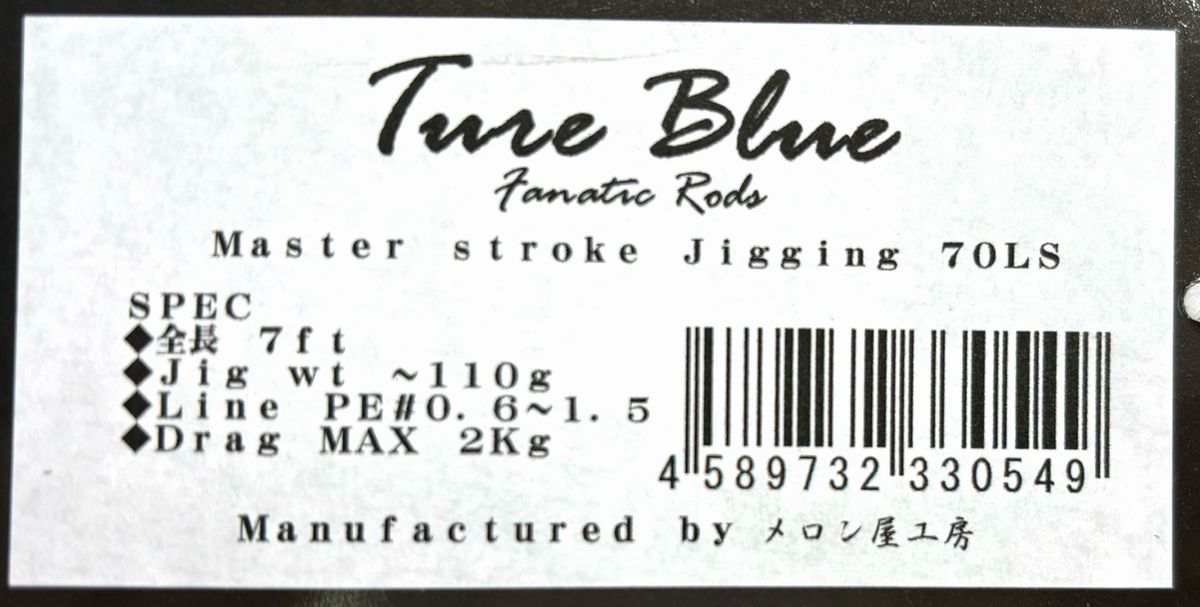 Ture Blue
Fanatic Rods
Master stroke Jigging 70LS
SPEC
◆全長 7ft
◆Jig wt ~110g
◆Line PE#0.6~1.5
◆Drag MAX 2Kg
4 589732 330549
Manufactured by メロン屋工房